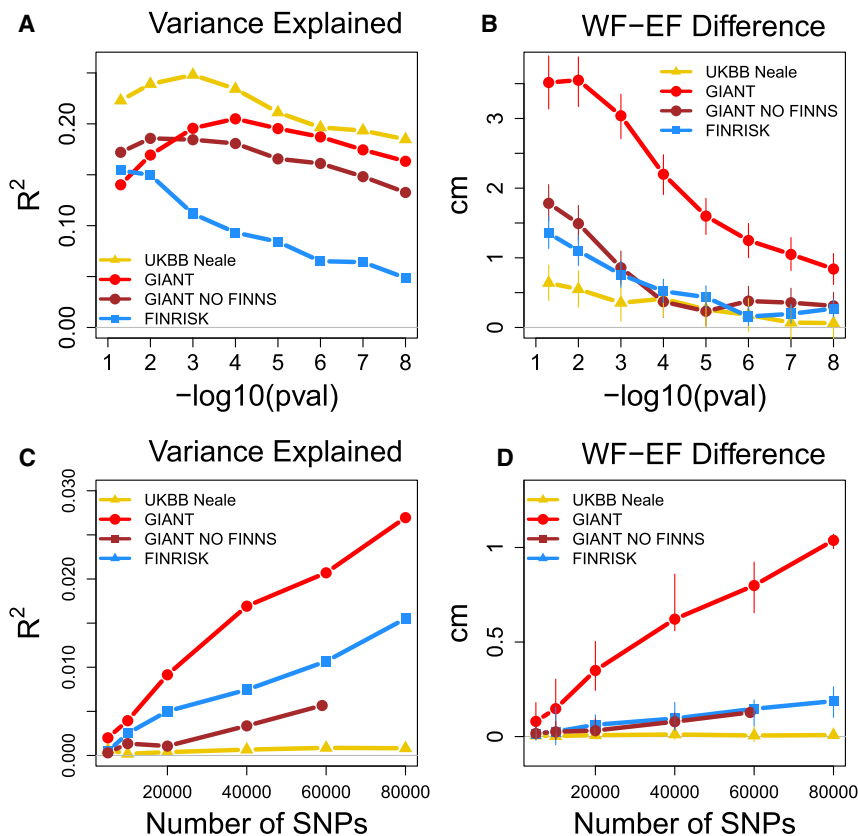 A
Variance Explained
R2
0.00
0.10
0.20
UKBB Neale
GIANT
GIANT NO FINNS
FINRISK
1 2 3 4 5 6 7 8
−log10(pval)
B
WF−EF Difference
cm
0
1
2
3
UKBB Neale
GIANT
GIANT NO FINNS
FINRISK
1 2 3 4 5 6 7 8
−log10(pval)
C
Variance Explained
R2
0.000
0.010
0.020
0.030
UKBB Neale
GIANT
GIANT NO FINNS
FINRISK
20000 40000 60000 80000
Number of SNPs
D
WF−EF Difference
cm
0
0.5
1
UKBB Neale
GIANT
GIANT NO FINNS
FINRISK
20000 40000 60000 80000
Number of SNPs